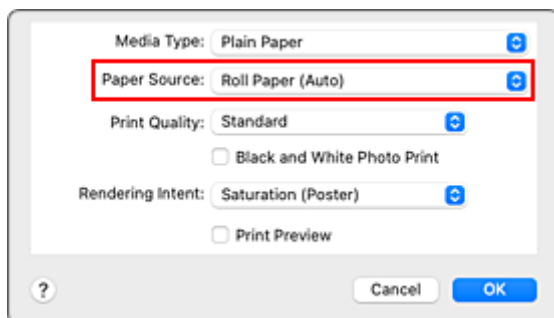 Media Type: Plain Paper
Paper Source: Roll Paper (Auto)
Print Quality: Standard
Black and White Photo Print
Rendering Intent: Saturation (Poster)
Print Preview
? Cancel OK